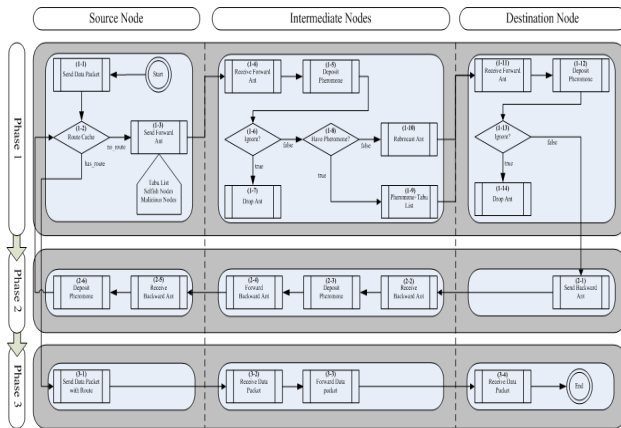 Source Node
Intermediate Nodes
Destination Node
Phase 1
(1-1)
Send Data Packet
Start
(1-2)
Route Cache
no_route
has_route
(1-3)
Send Forward
Ant
Tabu List
Selfish Nodes
Malicious Nodes
(1-4)
Receive Forward
Ant
(1-5)
Deposit
Pheromone
(1-6)
Ignore?
false
true
(1-7)
Drop Ant
(1-8)
Have Pheromone?
false
true
(1-10)
Rebrocast Ant
(1-9)
Pheromone-Tabu
List
(1-11)
Receive Forward
Ant
(1-12)
Deposit
Pheromone
(1-13)
Ignore?
false
true
(1-14)
Drop Ant
Phase 2
(2-6)
Deposit
Pheromone
(2-5)
Receive
Backward Ant
(2-4)
Forward
Backward Ant
(2-3)
Deposit
Pheromone
(2-2)
Receive
Backward Ant
(2-1)
Send Backward
Ant
Phase 3
(3-1)
Send Data Packet
with Route
(3-2)
Receive Data
Packet
(3-3)
Forward Data
packet
(3-4)
Receive Data
Packet
End